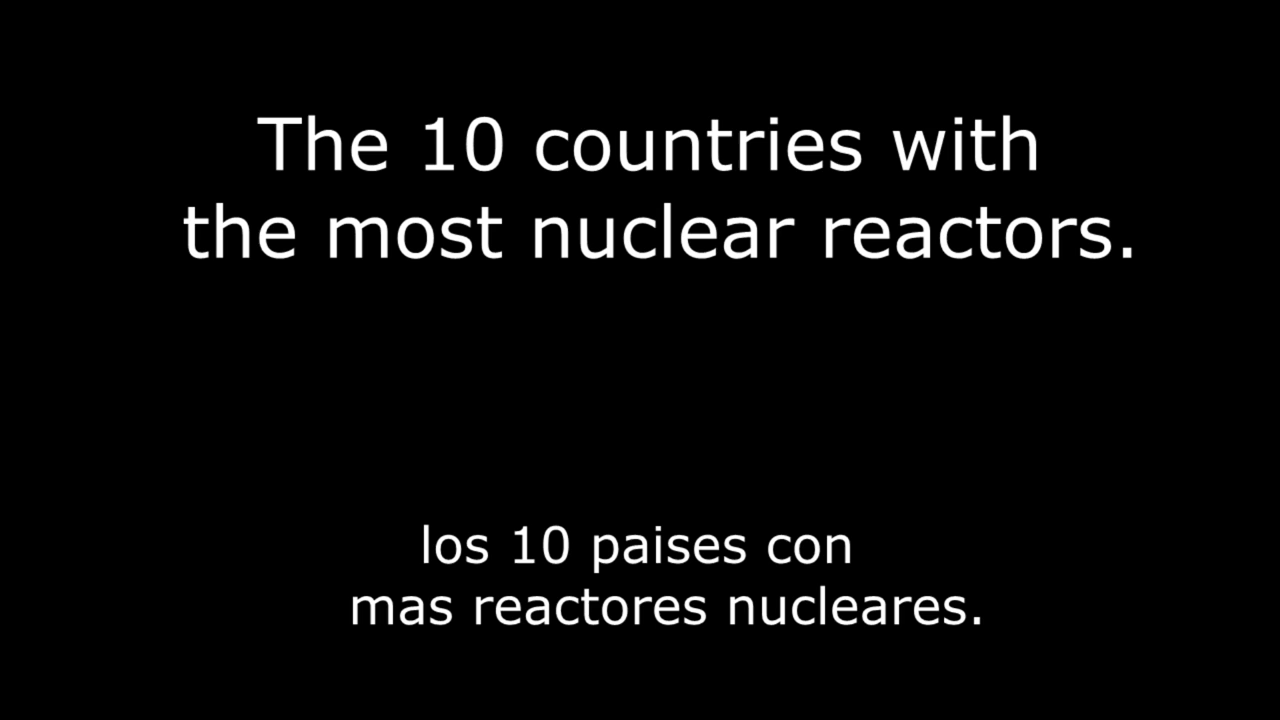 The 10 countries with
the most nuclear reactors.
los 10 paises con
mas reactores nucleares.